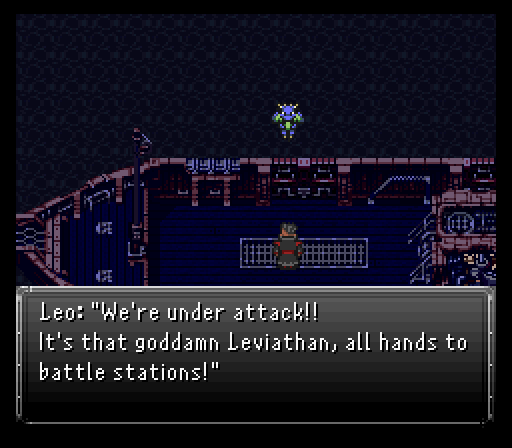 Leo: "We're under attack!!
It's that goddamn Leviathan, all hands to
battle stations!"